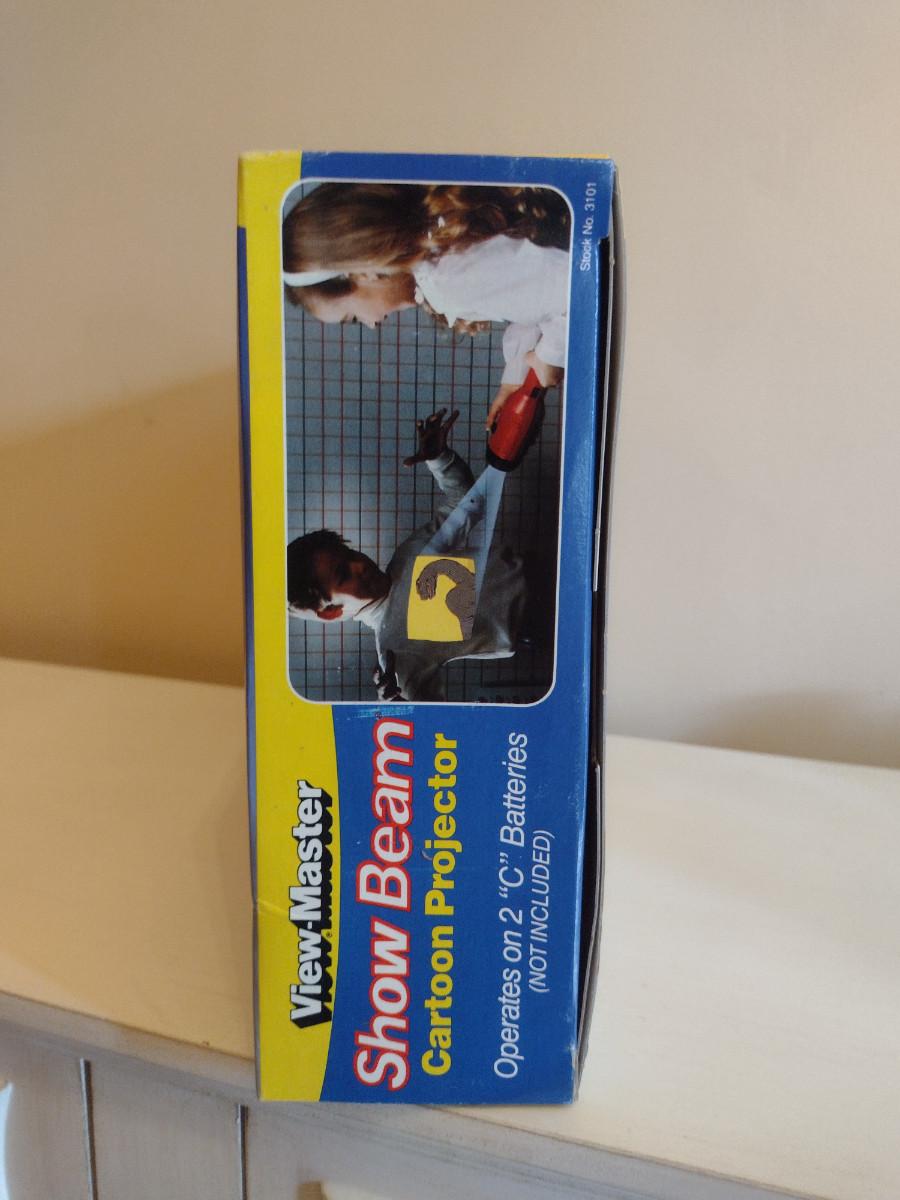 View-Master®
Show Beam
Cartoon Projector
Operates on 2 "C" Batteries
(NOT INCLUDED)
Stock No. 3101